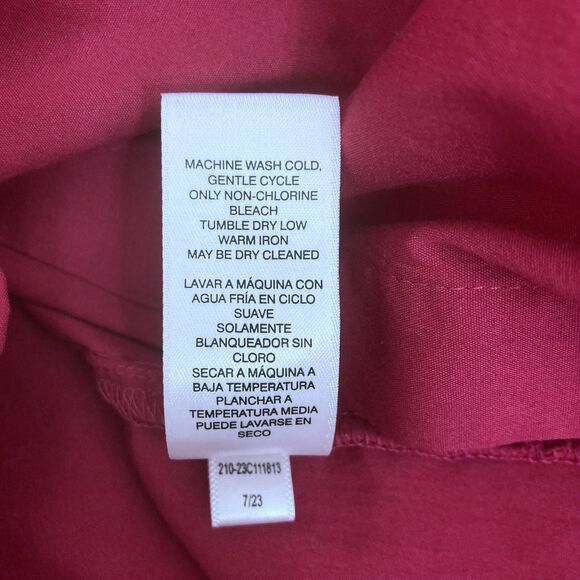 MACHINE WASH COLD,
GENTLE CYCLE
ONLY NON-CHLORINE
BLEACH
TUMBLE DRY LOW
WARM IRON
MAY BE DRY CLEANED
LAVAR A MÁQUINA CON
AGUA FRÍA EN CICLO
SUAVE
SOLAMENTE
BLANQUEADOR SIN
CLORO
SECAR A MÁQUINA A
BAJA TEMPERATURA
PLANCHAR A
TEMPERATURA MEDIA
PUEDE LAVARSE EN
SECO
210-23C111813
7/23